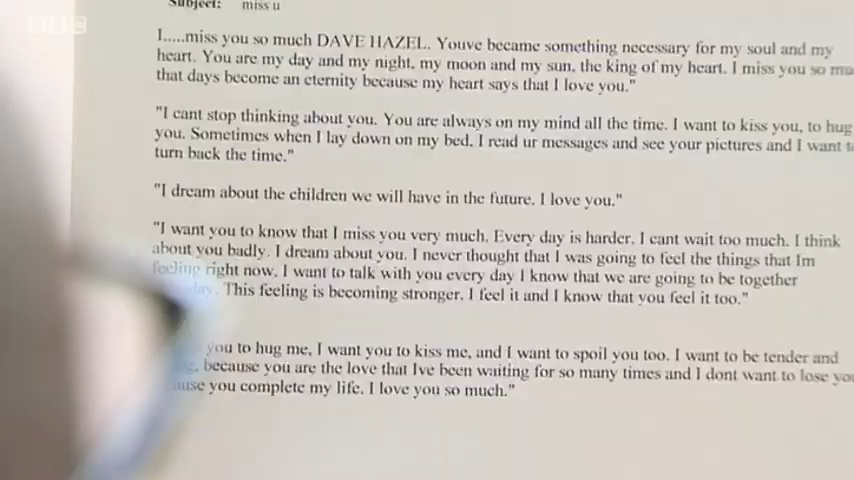 BBC
Subject: miss u
I.....miss you so much DAVE HAZEL. Youve became something necessary for my soul and my
heart. You are my day and my night, my moon and my sun, the king of my heart. I miss you so
that days become an eternity because my heart says that I love you."
"I cant stop thinking about you. You are always on my mind all the time. I want to kiss you, to hug
you. Sometimes when I lay down on my bed, I read ur messages and see your pictures and I want
turn back the time."
"I dream about the children we will have in the future. I love you."
"I want you to know that I miss you very much. Every day is harder. I cant wait too much. I think
about you badly. I dream about you. I never thought that I was going to feel the things that Im
feeling right now. I want to talk with you every day I know that we are going to be together
This feeling is becoming stronger. I feel it and I know that you feel it too."
you to hug me, I want you to kiss me, and I want to spoil you too. I want to be tender and
because you are the love that Ive been waiting for so many times and I dont want to lose
you complete my life. I love you so much."